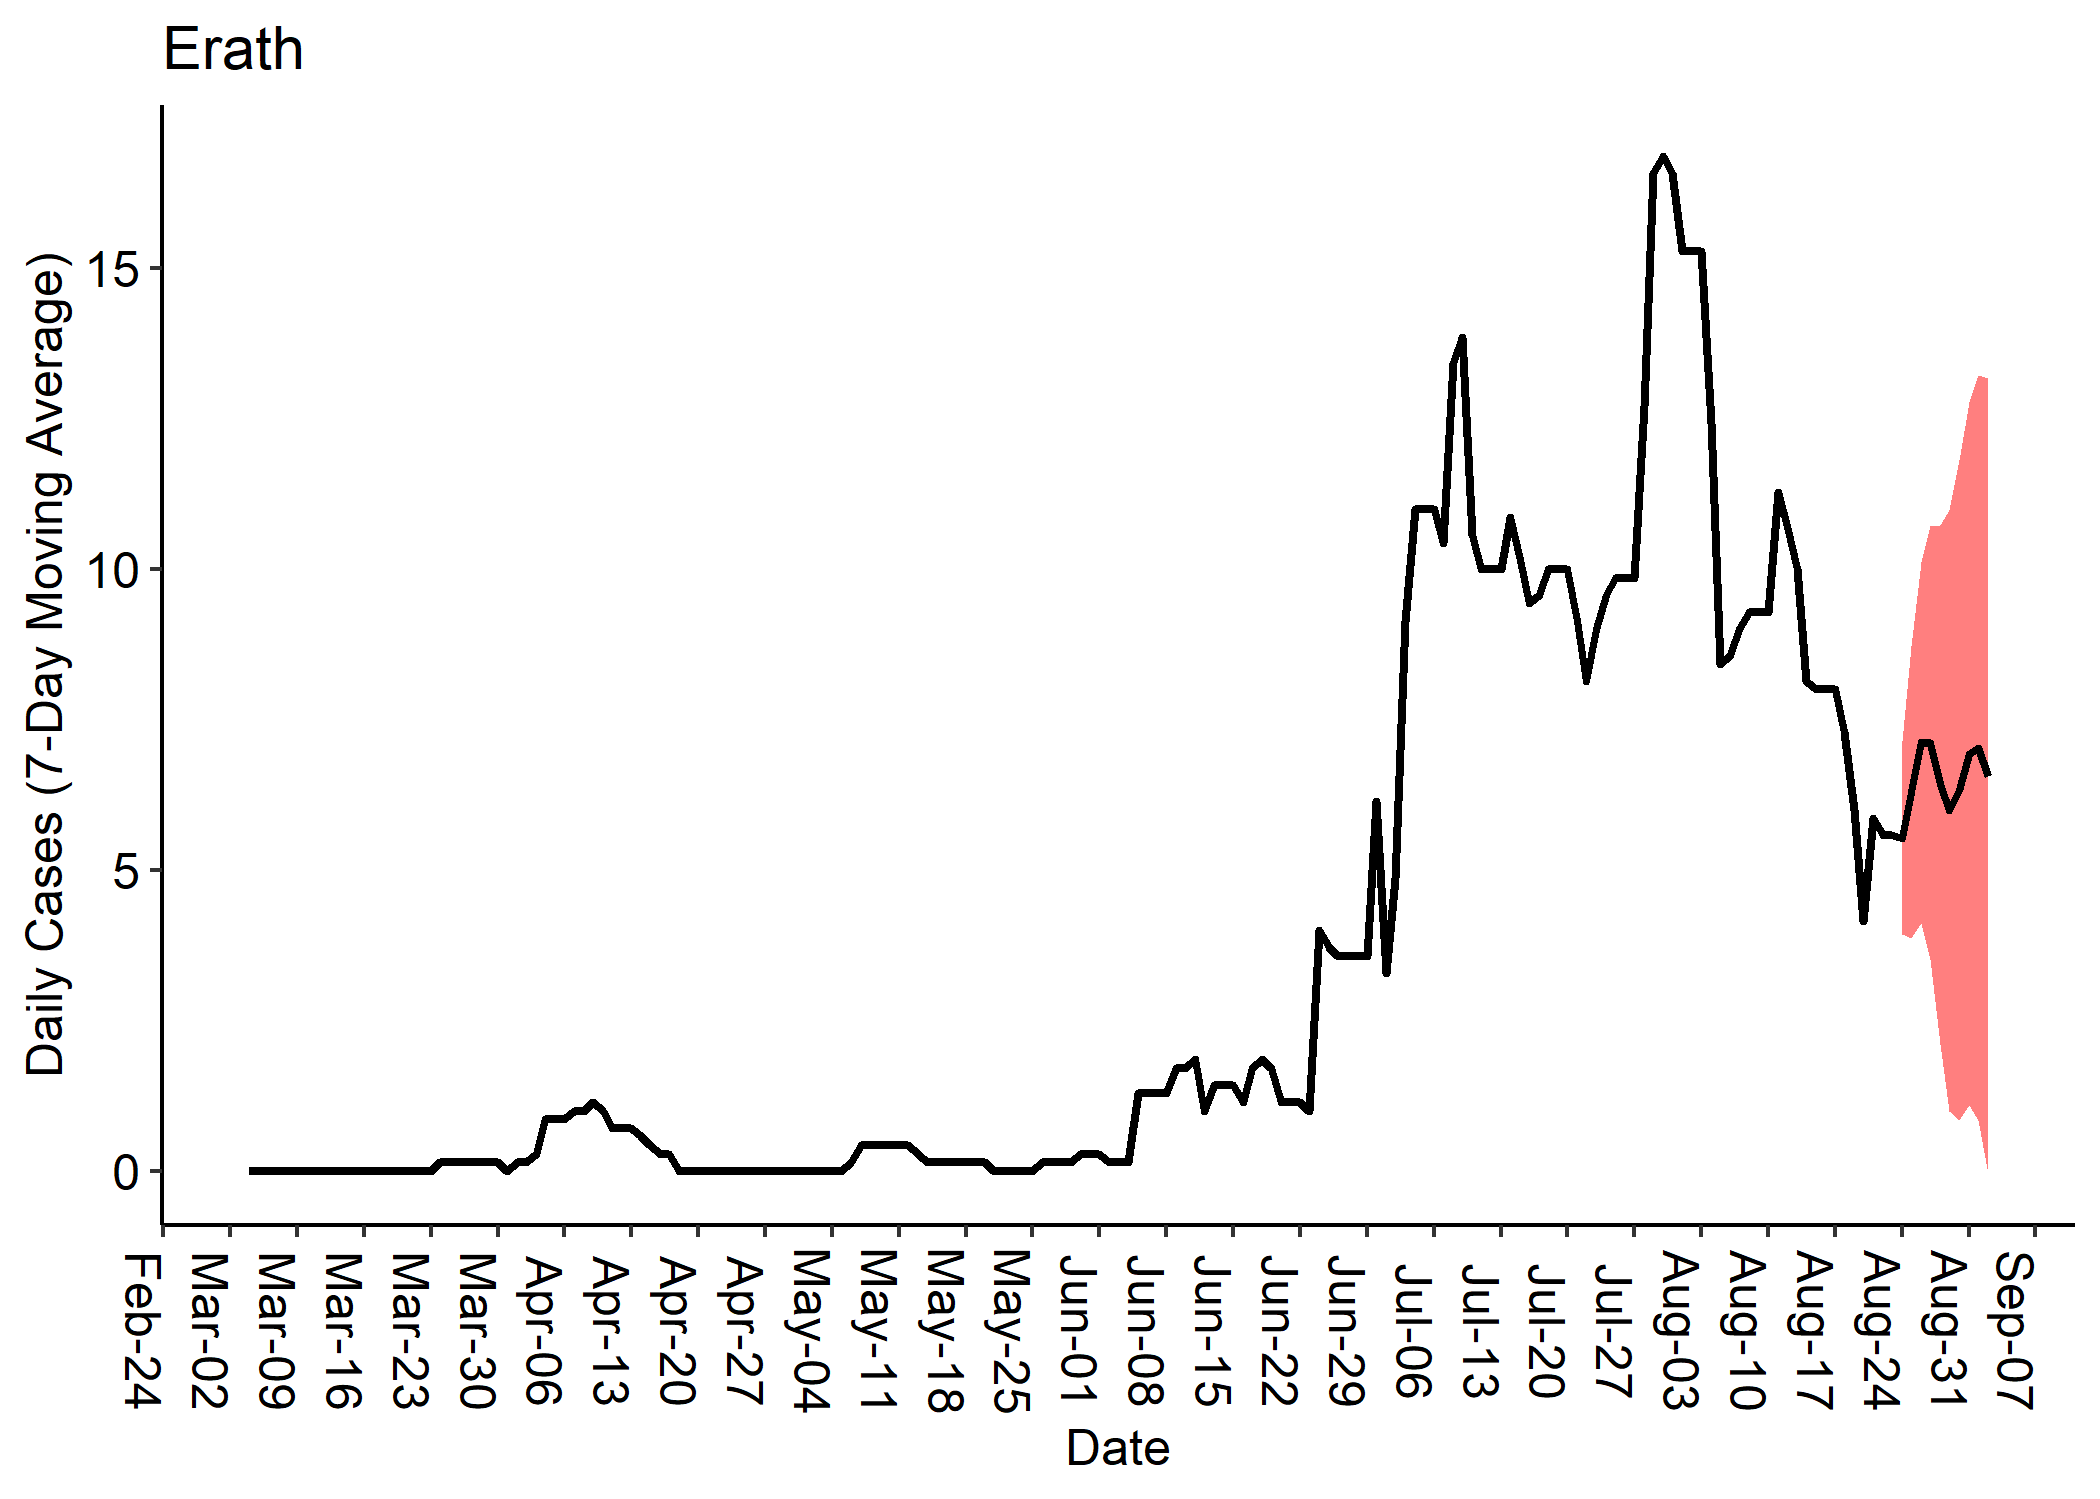 Erath
Daily Cases (7-Day Moving Average)
15
10
5
0
Feb-24
Mar-02
Mar-09
Mar-16
Mar-23
Mar-30
Apr-06
Apr-13
Apr-20
Apr-27
May-04
May-11
May-18
May-25
Jun-01
Jun-08
Jun-15
Jun-22
Jun-29
Jul-06
Jul-13
Jul-20
Jul-27
Aug-03
Aug-10
Aug-17
Aug-24
Aug-31
Sep-07
Date